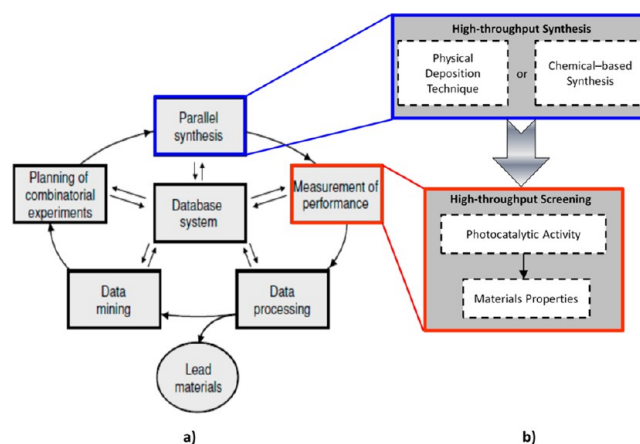 High-throughput Synthesis
Physical
Deposition
Technique
or
Chemical–based
Synthesis
Parallel
synthesis
Planning of
combinatorial
experiments
Database
system
Measurement of
performance
High-throughput Screening
Photocatalytic Activity
Materials Properties
Data
mining
Data
processing
Lead
materials
a)
b)